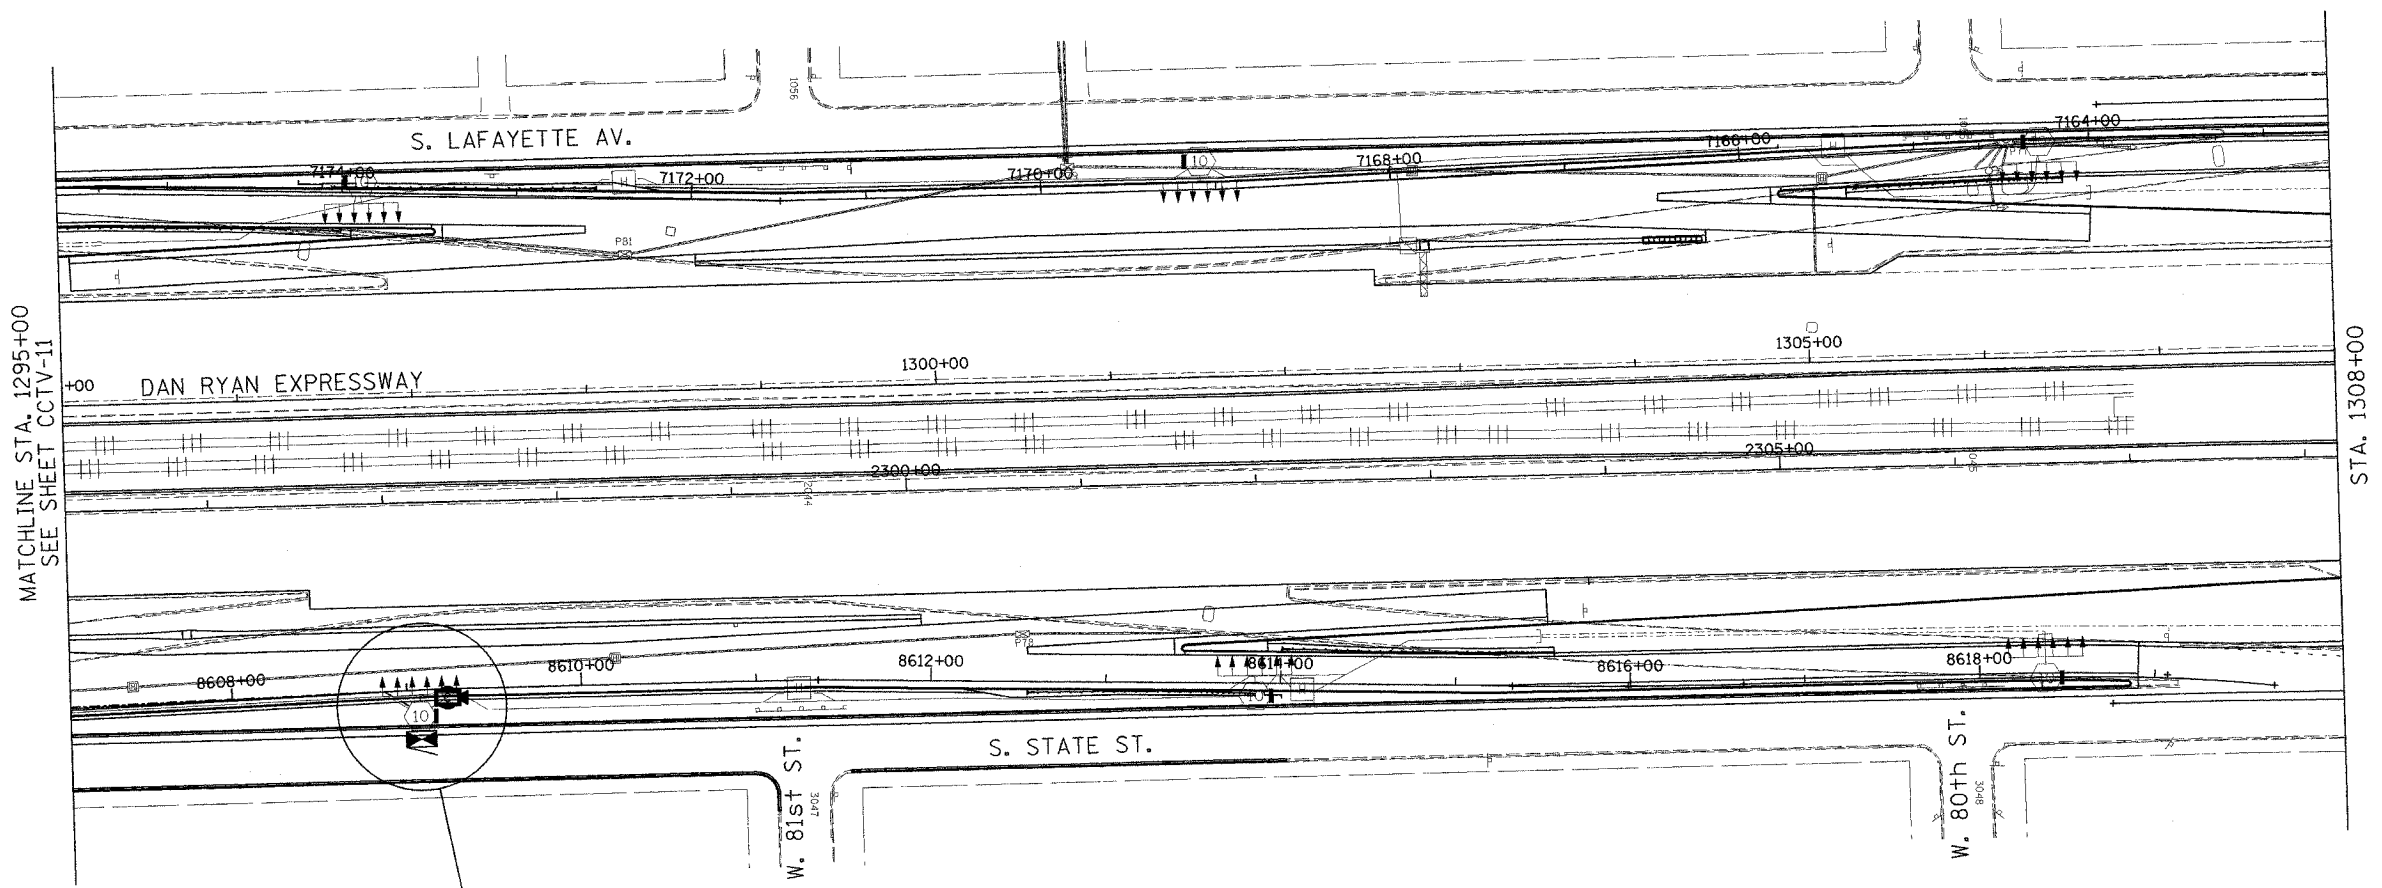 1056
S. LAFAYETTE AV.
7174+00
7172+00
7170+00
10
7168+00
7166+00
7164+00
P81
MATCHLINE STA. 1295+00
SEE SHEET CCTV-11
+00
DAN RYAN EXPRESSWAY
1300+00
1305+00
STA. 1308+00
2300+00
2305+00
2044
8608+00
8610+00
8612+00
8614+00
8616+00
8618+00
10
S. STATE ST.
W. 81st ST.
3047
W. 80th ST.
3048